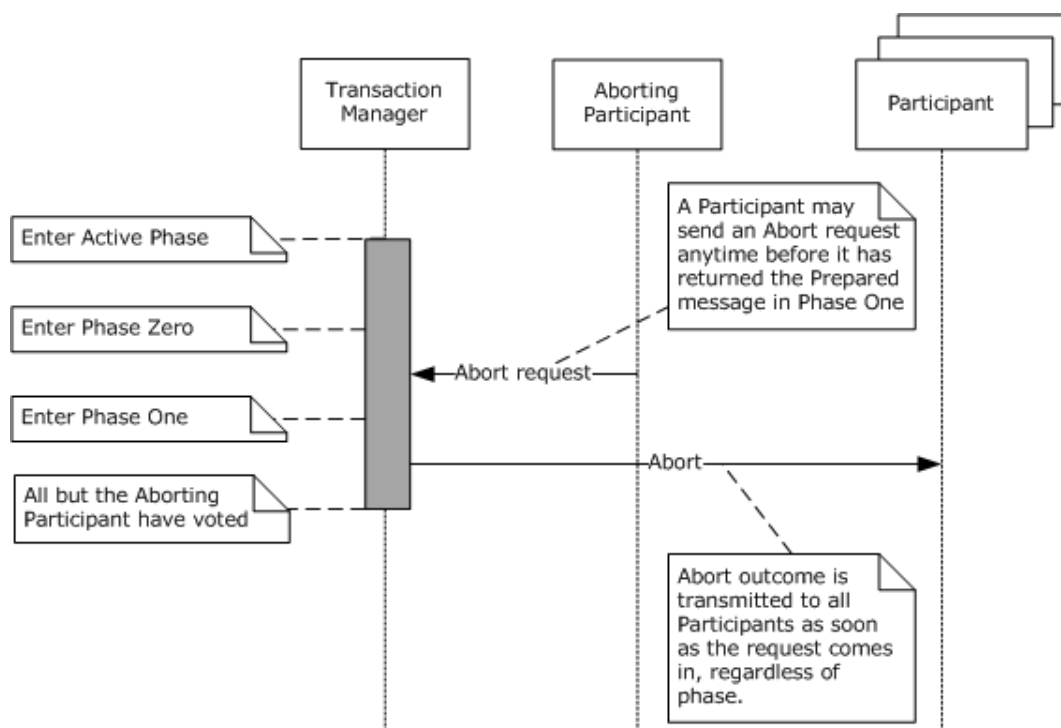 Transaction
Manager
Aborting
Participant
Participant
A Participant may
send an Abort request
anytime before it has
returned the Prepared
message in Phase One
Enter Active Phase
Enter Phase Zero
Abort request
Enter Phase One
Abort
All but the Aborting
Participant have voted
Abort outcome is
transmitted to all
Participants as soon
as the request comes
in, regardless of
phase.